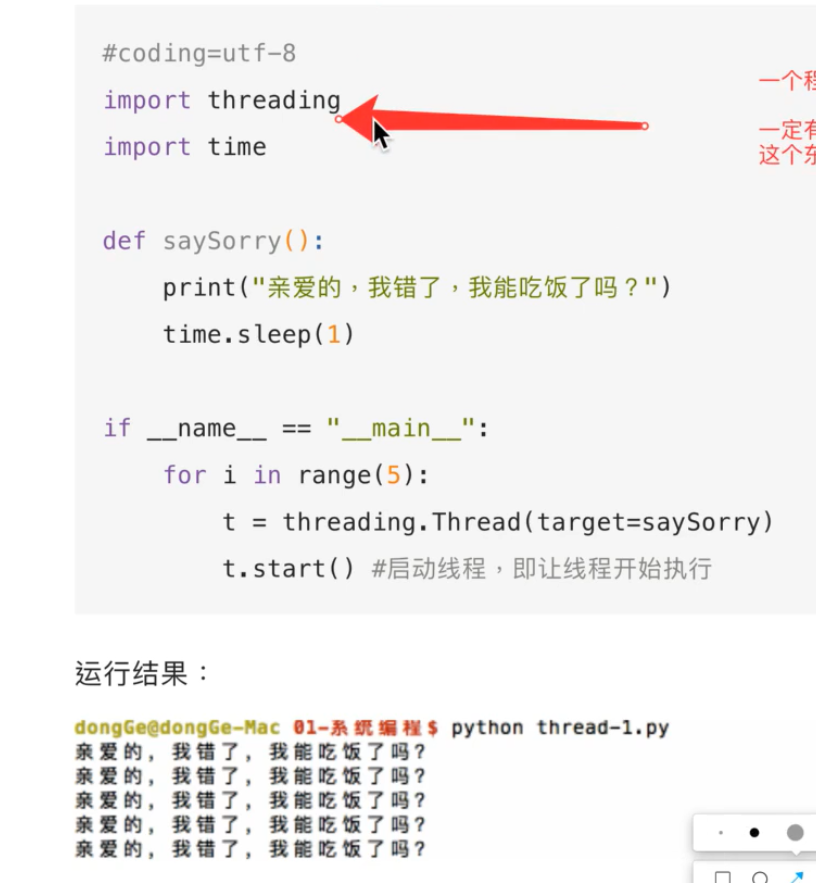 #coding=utf-8
import threading
一个程
import time
一定有
这个东
def saySorry():
    print("亲爱的，我错了，我能吃饭了吗？")
    time.sleep(1)
if __name__ == "__main__":
    for i in range(5):
        t = threading.Thread(target=saySorry)
        t.start() #启动线程，即让线程开始执行
运行结果：
dongGe@dongGe-Mac 01-系统编程$ python thread-1.py
亲爱的，我错了，我能吃饭了吗？
亲爱的，我错了，我能吃饭了吗？
亲爱的，我错了，我能吃饭了吗？
亲爱的，我错了，我能吃饭了吗？
亲爱的，我错了，我能吃饭了吗？